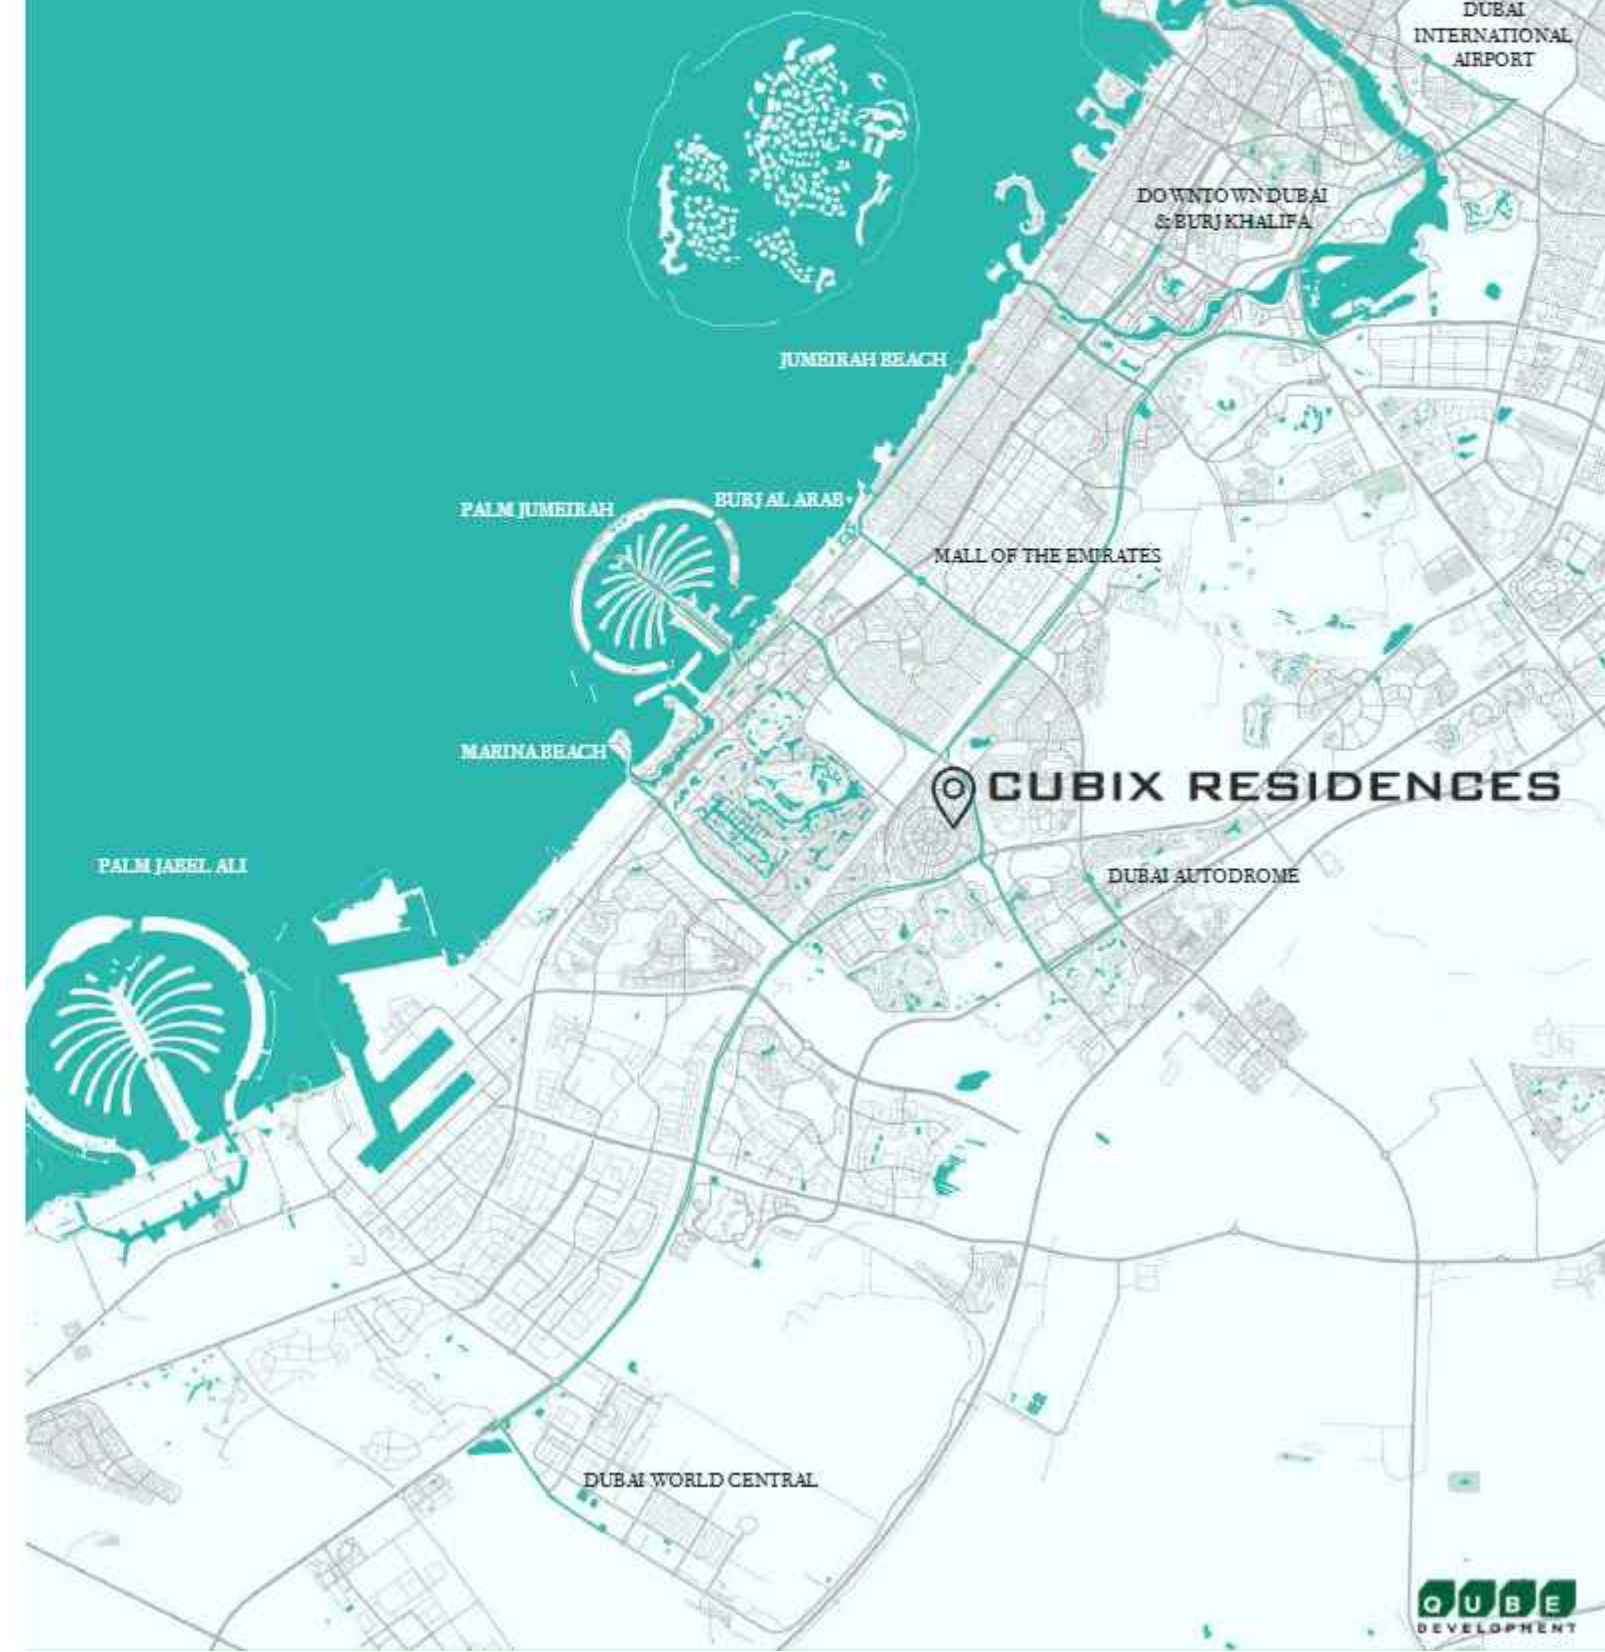 DUBAI
INTERNATIONAL
AIRPORT
DOWNTOWN DUBAI
& BURJ KHALIFA
JUMEIRAH BEACH
PALM JUMEIRAH
BURJ AL ARAB
MALL OF THE EMIRATES
MARINA BEACH
CUBIX RESIDENCES
PALM JABEL ALI
DUBAI AUTODROME
DUBAI WORLD CENTRAL
QUBE
DEVELOPMENT